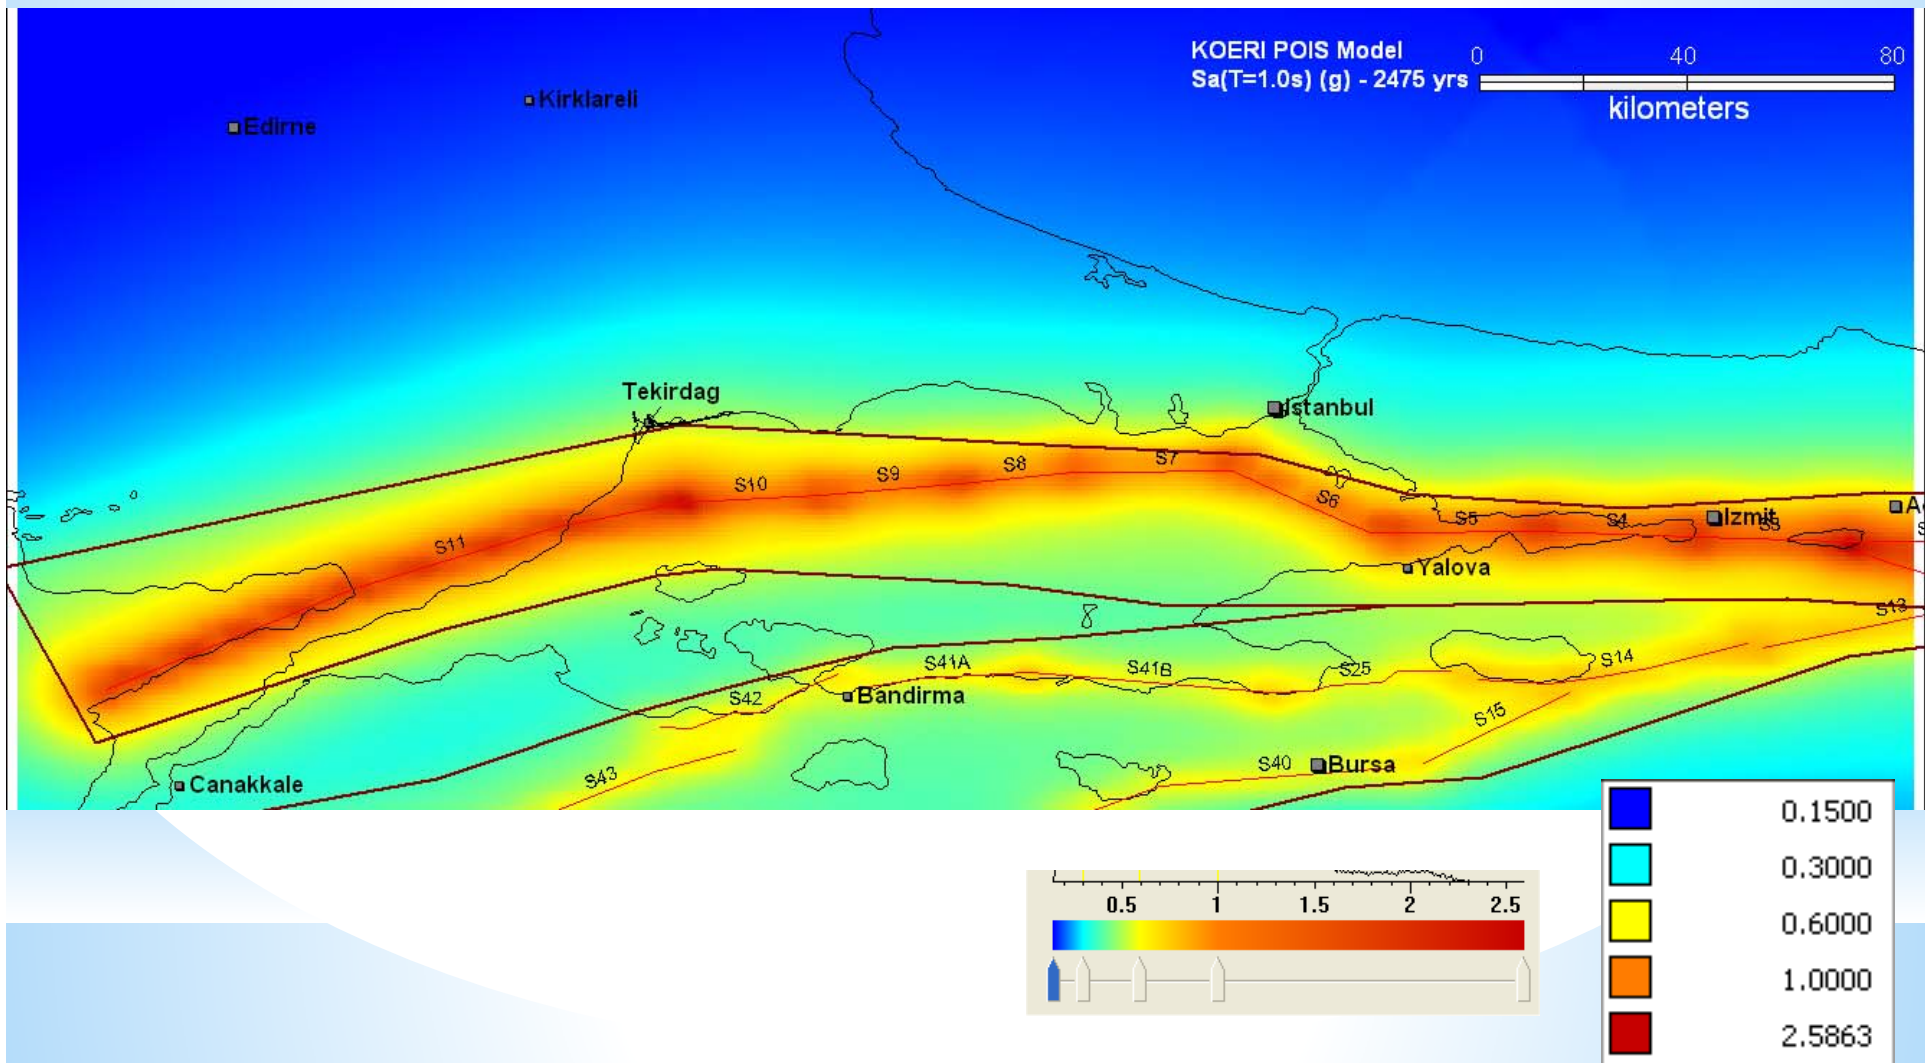 KOERI POIS Model
Sa(T=1.0s) (g) - 2475 yrs
0 40 80
kilometers
Kirklareli
Edirne
Tekirdag
Istanbul
S7
S8
S9
S10
S6
S5
S4
S3
Izmit
S11
Yalova
S13
S41A
S41B
S25
S14
S42
Bandirma
S15
S43
S40
Bursa
Canakkale
0.5 1 1.5 2 2.5
0.1500
0.3000
0.6000
1.0000
2.5863